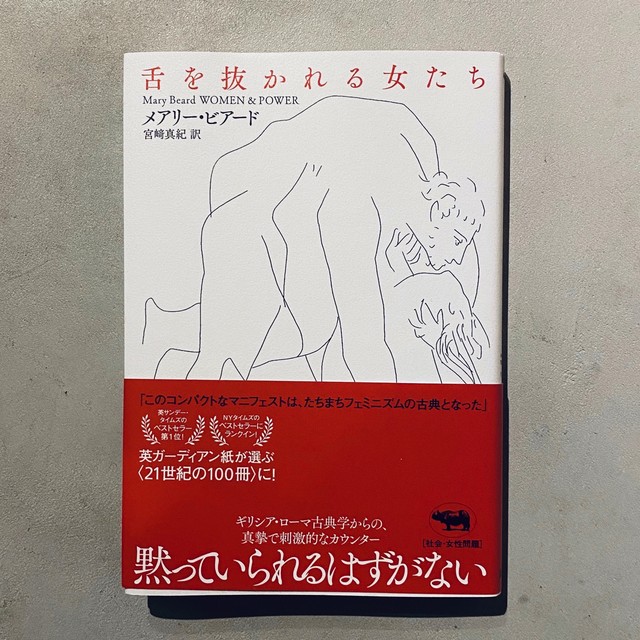 舌を抜かれる女たち
Mary Beard WOMEN & POWER
メアリー・ビアード
宮﨑真紀 訳
「このコンパクトなマニフェストは、たちまちフェミニズムの古典となった」
英サンデー・
タイムズの
ベストセラー
第1位!
NYタイムズの
ベストセラーに
ランクイン!
英ガーディアン紙が選ぶ
〈21世紀の100冊〉に!
ギリシア・ローマ古典学からの、
真摯で刺激的なカウンター
[社会・女性問題]
黙っていられるはずがない